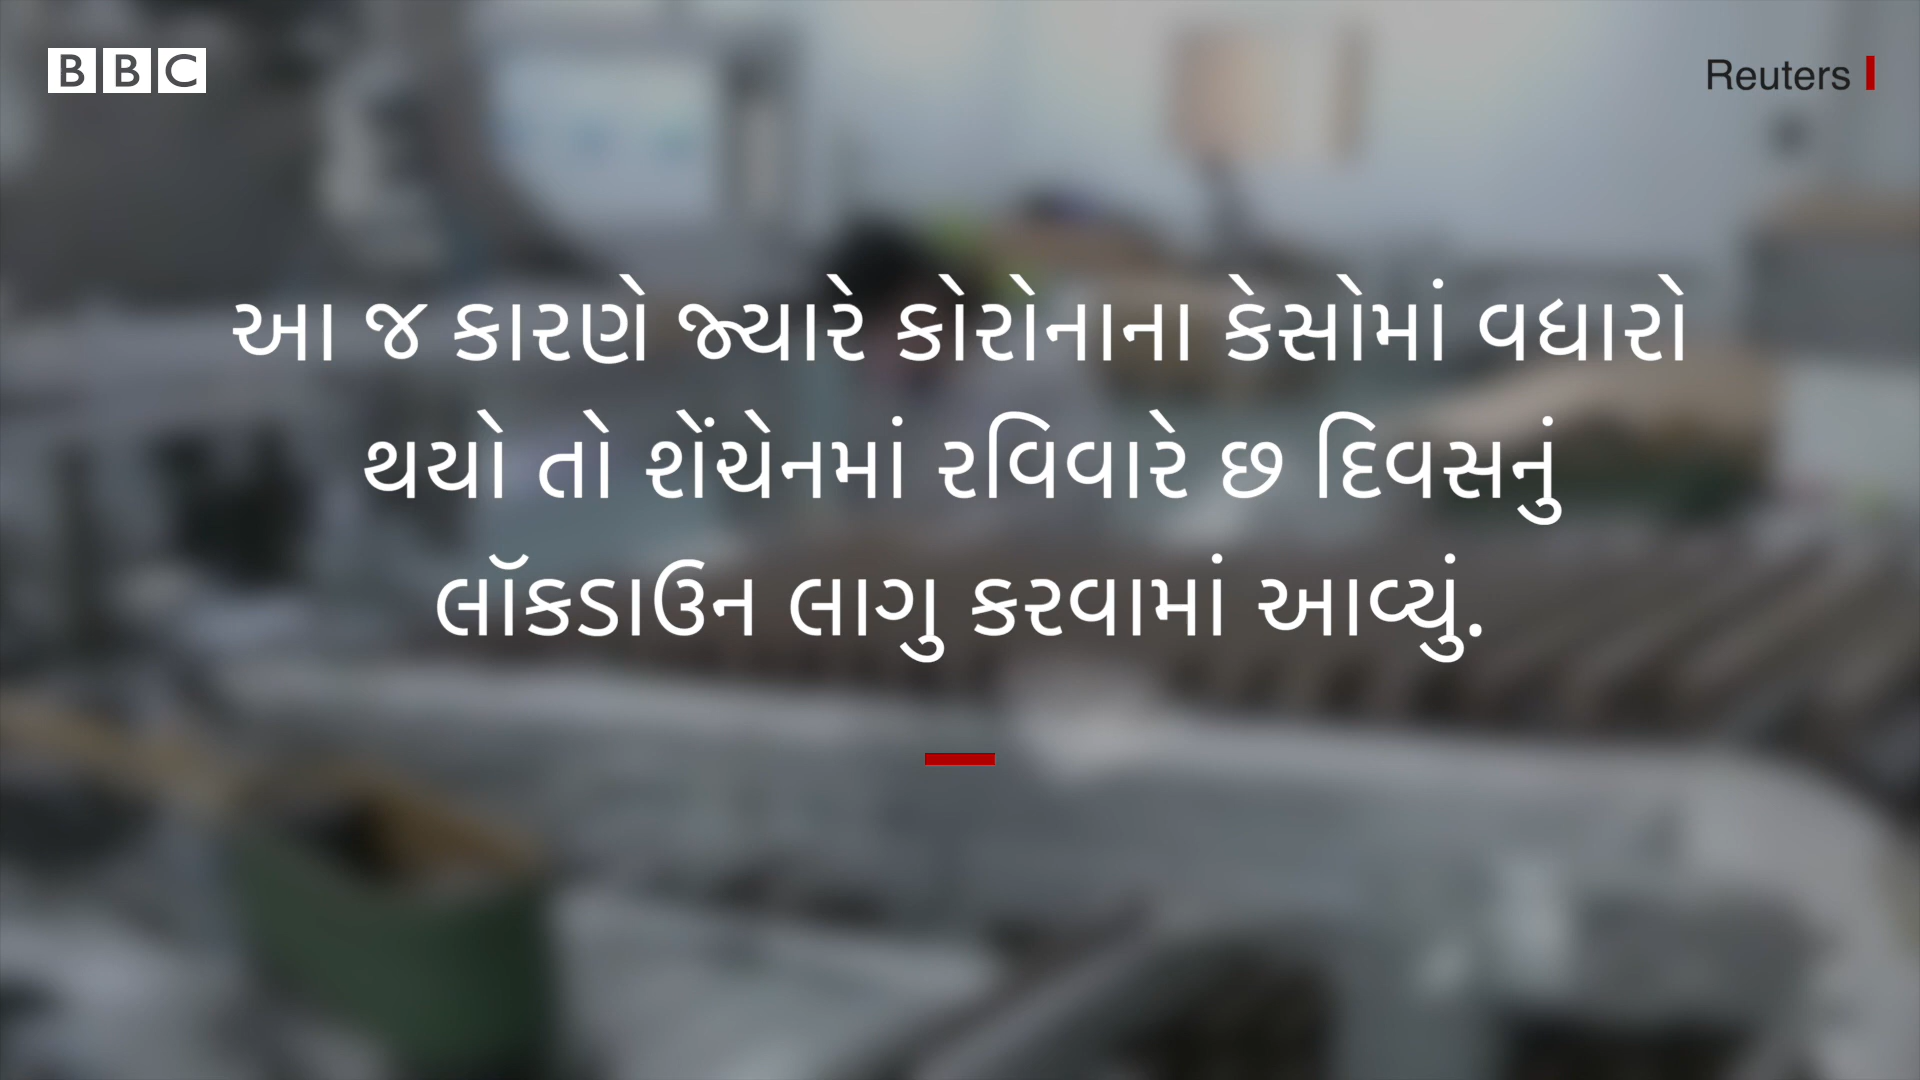 BBC
Reuters
આ જ કારણે જ્યારે કોરોનાના કેસોમાં વધારો
થયો તો શેંચેનમાં રવિવારે છ દિવસનું
લૉકડાઉન લાગુ કરવામાં આવ્યું.